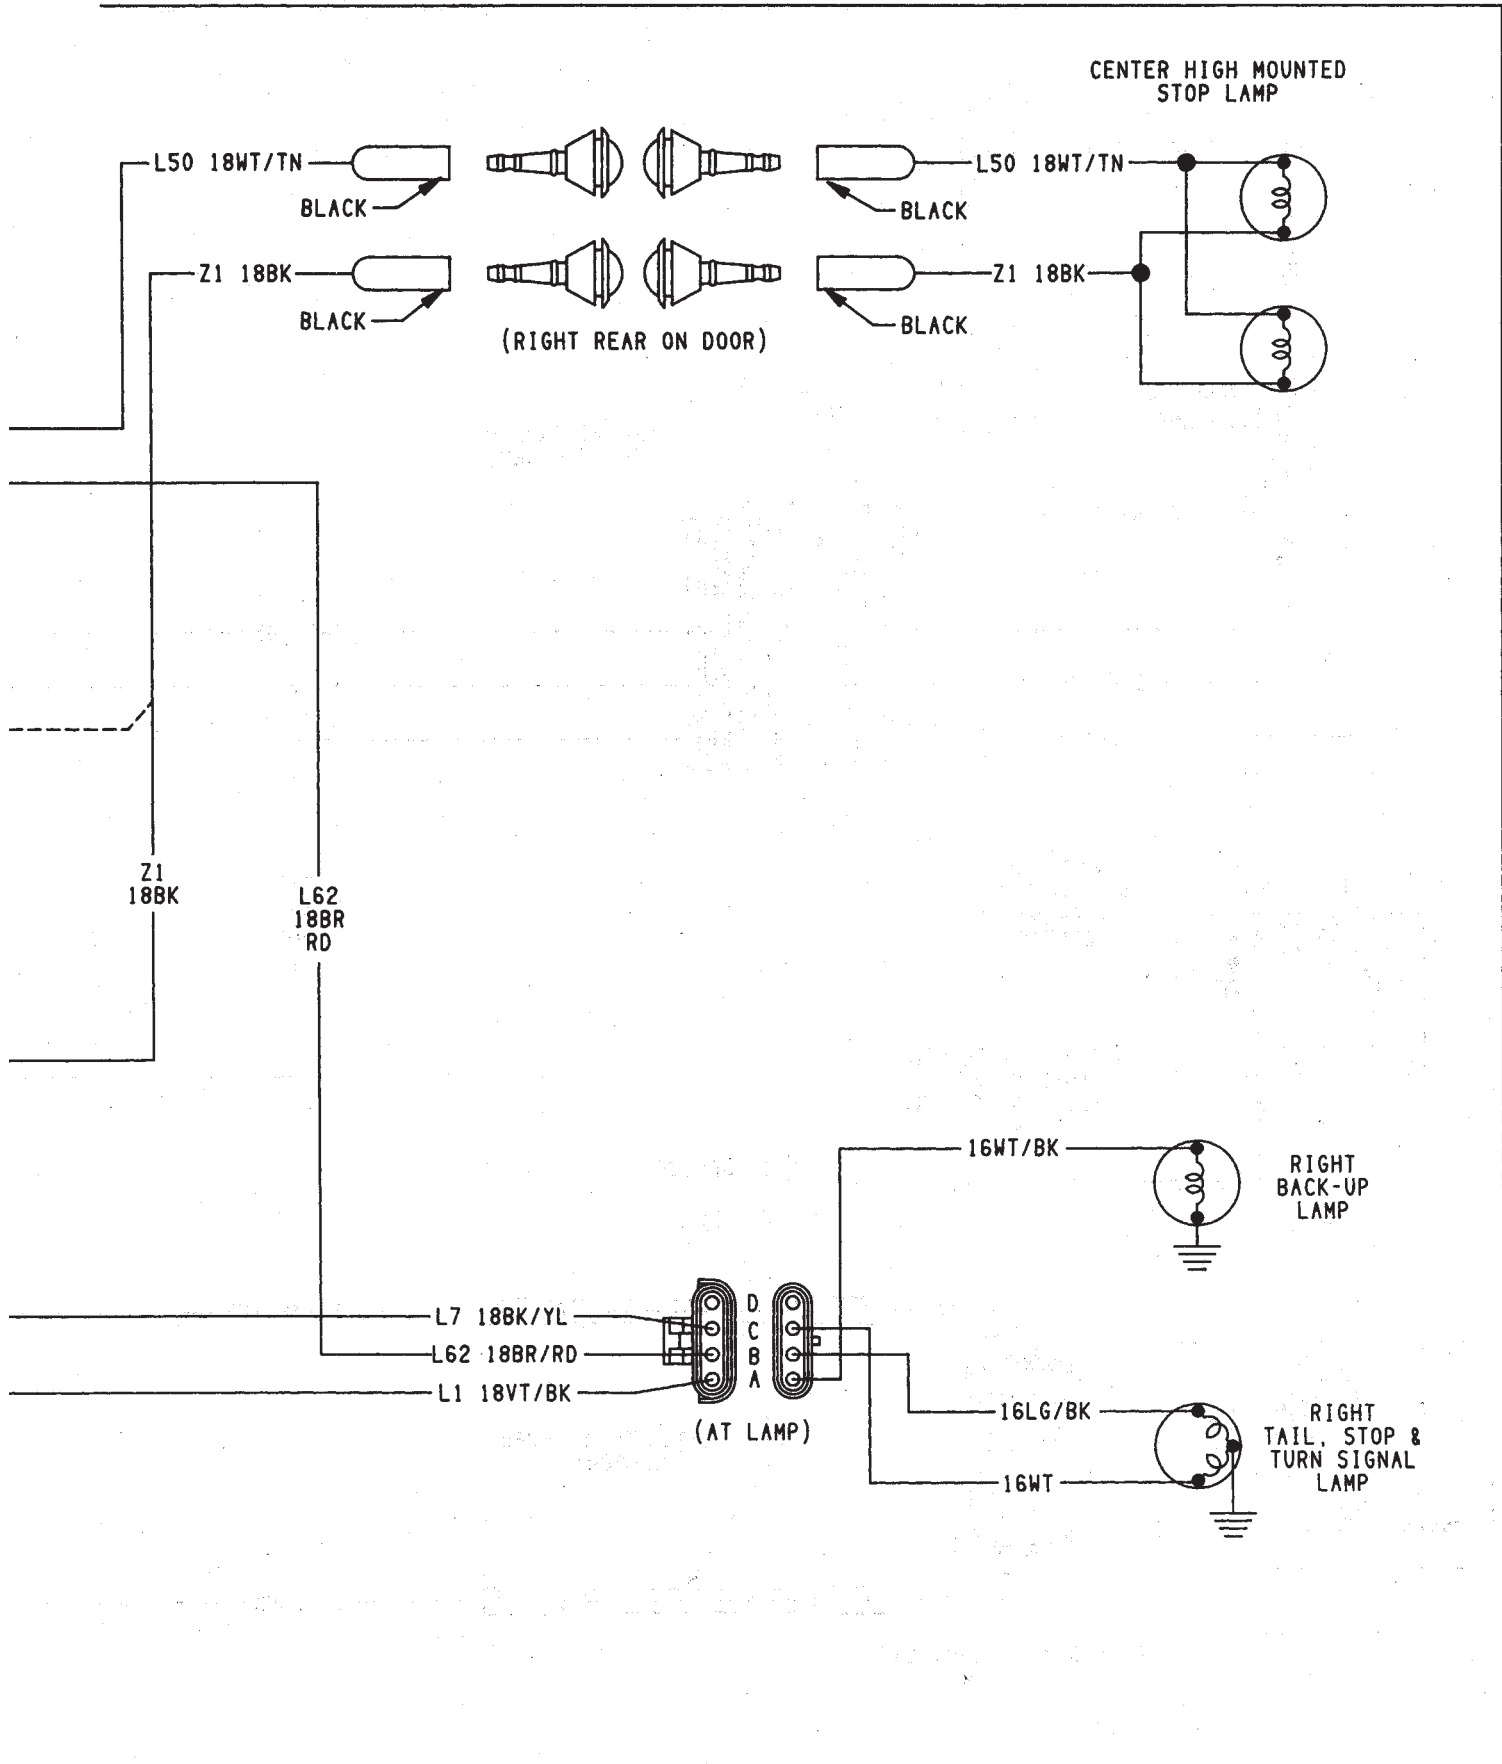 CENTER HIGH MOUNTED
STOP LAMP
L50 18WT/TN
L50 18WT/TN
BLACK
BLACK
Z1 18BK
Z1 18BK
BLACK
BLACK
(RIGHT REAR ON DOOR)
Z1
18BK
L62
18BR
RD
16WT/BK
RIGHT
BACK-UP
LAMP
L7 18BK/YL
L62 18BR/RD
L1 18VT/BK
D
C
B
A
(AT LAMP)
16LG/BK
16WT
RIGHT
TAIL, STOP &
TURN SIGNAL
LAMP